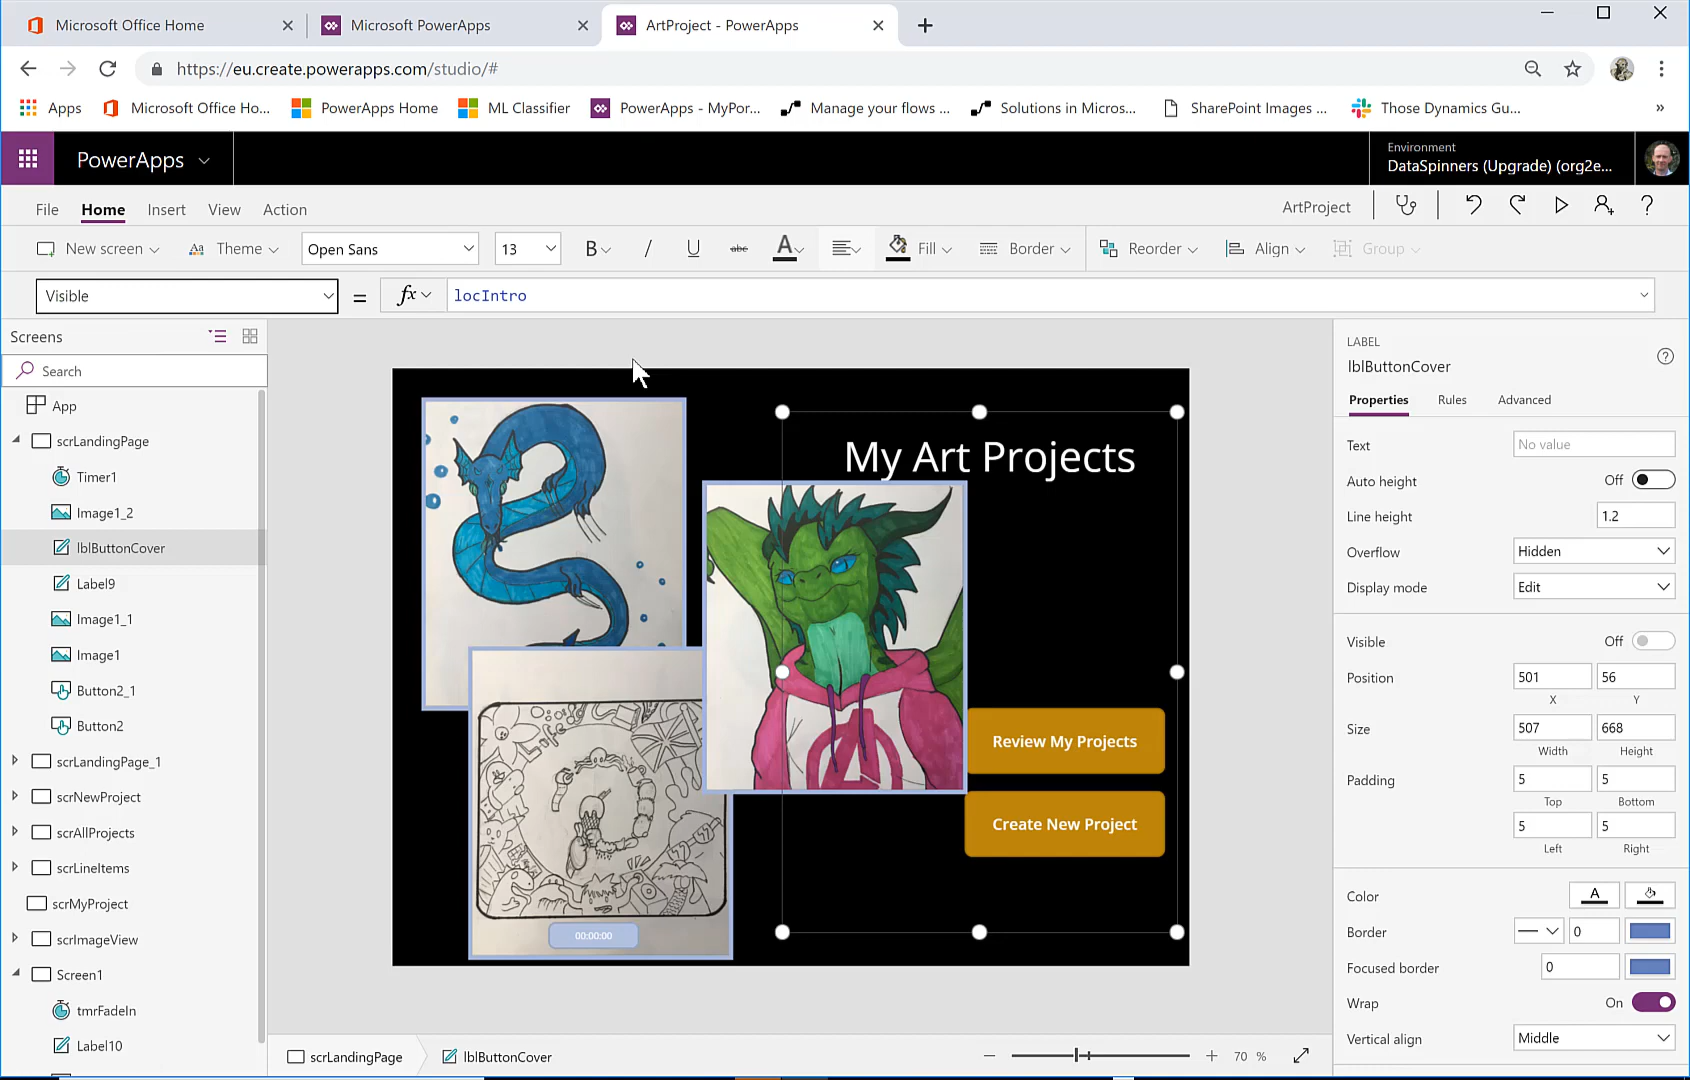 Microsoft Office Home
Microsoft PowerApps
ArtProject - PowerApps
https://eu.create.powerapps.com/studio/#
Apps
Microsoft Office Ho...
PowerApps Home
ML Classifier
PowerApps - MyPor...
Manage your flows ...
Solutions in Micros...
SharePoint Images ...
Those Dynamics Gu...
»
PowerApps
Environment
DataSpinners (Upgrade) (org2e...
File
Home
Insert
View
Action
ArtProject
New screen
Theme
Open Sans
13
B
/
U
abc
A
Fill
Border
Reorder
Align
Group
Visible
=
fx
locIntro
Screens
Search
App
scrLandingPage
Timer1
Image1_2
lblButtonCover
Label9
Image1_1
Image1
Button2_1
Button2
scrLandingPage_1
scrNewProject
scrAllProjects
scrLineItems
scrMyProject
scrImageView
Screen1
tmrFadeIn
Label10
My Art Projects
Review My Projects
Create New Project
00:00:00
scrLandingPage
lblButtonCover
70 %
LABEL
lblButtonCover
Properties
Rules
Advanced
Text
No value
Auto height
Off
Line height
1.2
Overflow
Hidden
Display mode
Edit
Visible
Off
Position
501
56
X
Y
Size
507
668
Width
Height
Padding
5
5
Top
Bottom
5
5
Left
Right
Color
A
Border
0
Focused border
0
Wrap
On
Vertical align
Middle